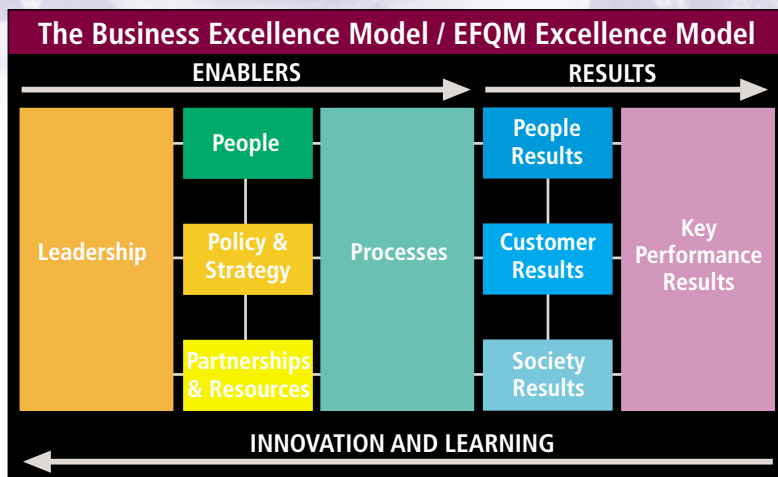 The Business Excellence Model / EFQM Excellence Model
ENABLERS
RESULTS
Leadership
People
Policy &
Strategy
Partnerships
& Resources
Processes
People
Results
Customer
Results
Society
Results
Key
Performance
Results
INNOVATION AND LEARNING